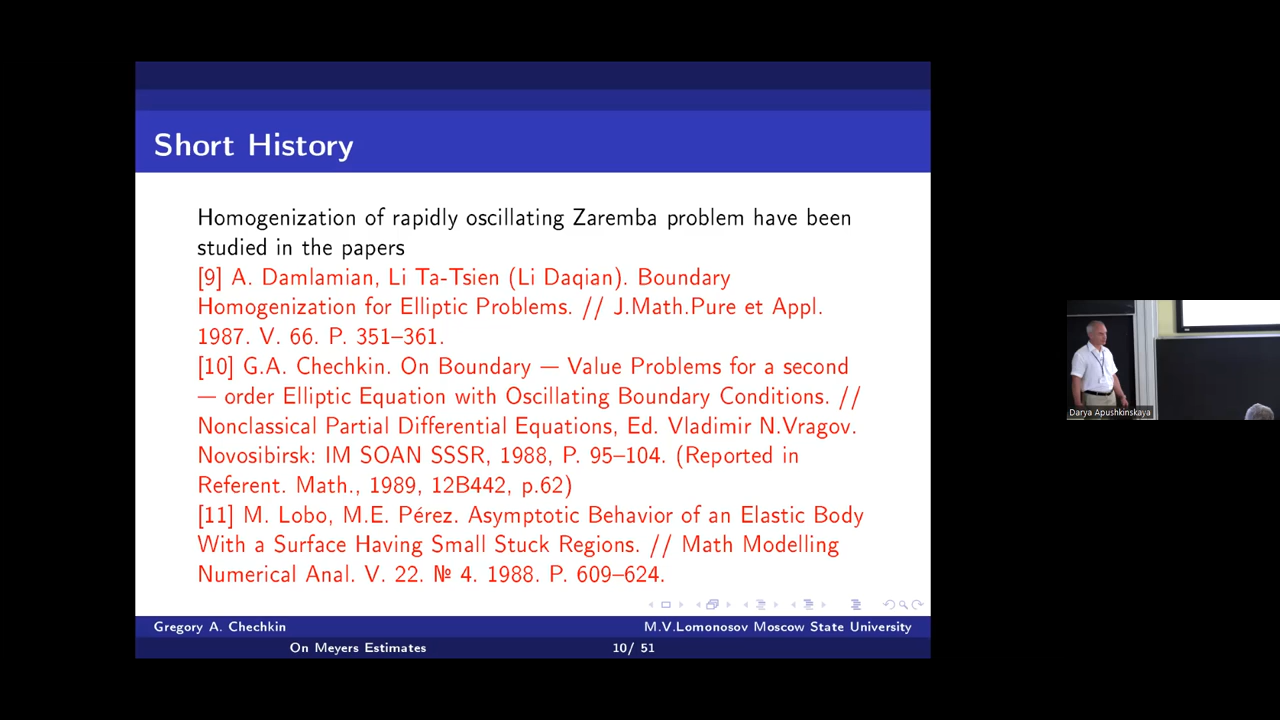 Short History
Homogenization of rapidly oscillating Zaremba problem have been
studied in the papers
[9] A. Damlamian, Li Ta-Tsien (Li Daqian). Boundary
Homogenization for Elliptic Problems. // J.Math.Pure et Appl.
1987. V. 66. P. 351–361.
[10] G.A. Chechkin. On Boundary — Value Problems for a second
— order Elliptic Equation with Oscillating Boundary Conditions. //
Nonclassical Partial Differential Equations, Ed. Vladimir N.Vragov.
Novosibirsk: IM SOAN SSSR, 1988, P. 95–104. (Reported in
Referent. Math., 1989, 12B442, p.62)
[11] M. Lobo, M.E. Pérez. Asymptotic Behavior of an Elastic Body
With a Surface Having Small Stuck Regions. // Math Modelling
Numerical Anal. V. 22. № 4. 1988. P. 609–624.
Gregory A. Chechkin
M.V.Lomonosov Moscow State University
On Meyers Estimates
10/ 51
Darya Apushkinskaya